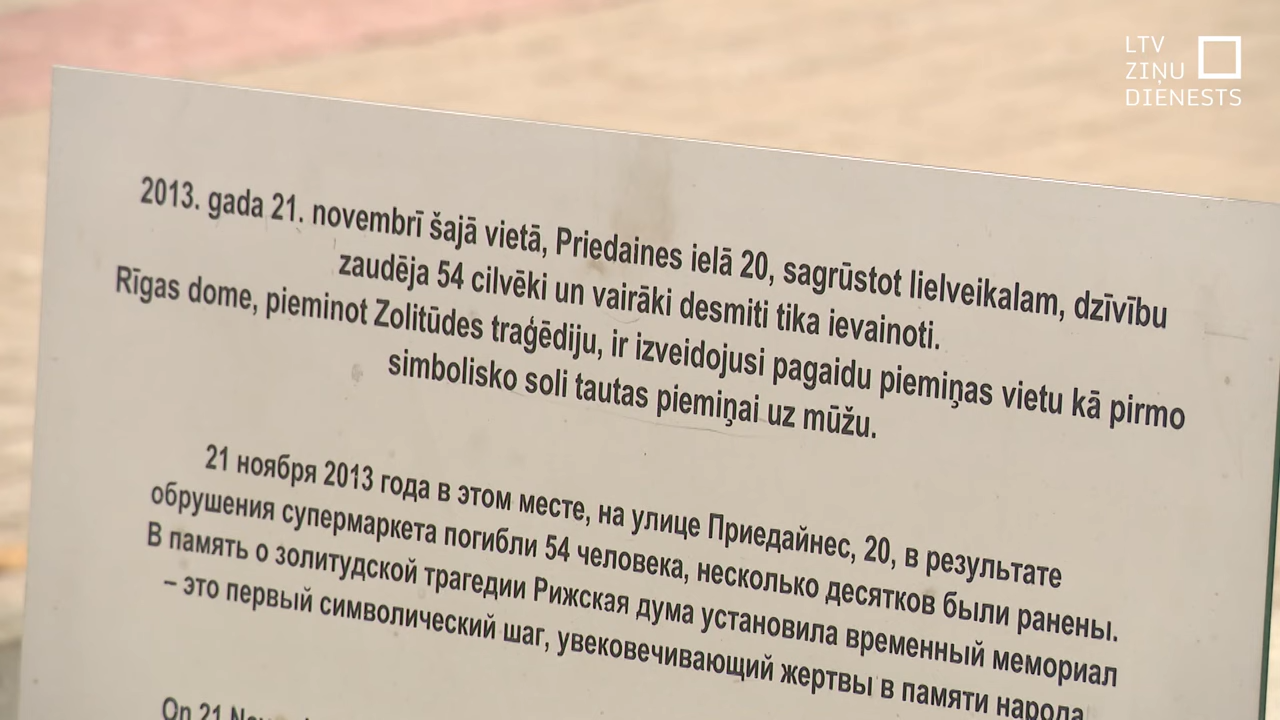 LTV
ZIŅU
DIENESTS
2013. gada 21. novembrī šajā vietā, Priedaines ielā 20, sagrūstot lielveikalam, dzīvību
zaudēja 54 cilvēki un vairāki desmiti tika ievainoti.
Rīgas dome, pieminot Zolitūdes traģēdiju, ir izveidojusi pagaidu piemiņas vietu kā pirmo
simbolisko soli tautas piemiņai uz mūžu.
21 ноября 2013 года в этом месте, на улице Приедайнес, 20, в результате
обрушения супермаркета погибли 54 человека, несколько десятков были ранены.
В память о золитудской трагедии Рижская дума установила временный мемориал
– это первый символический шаг, увековечивающий жертвы в памяти народа
On 21